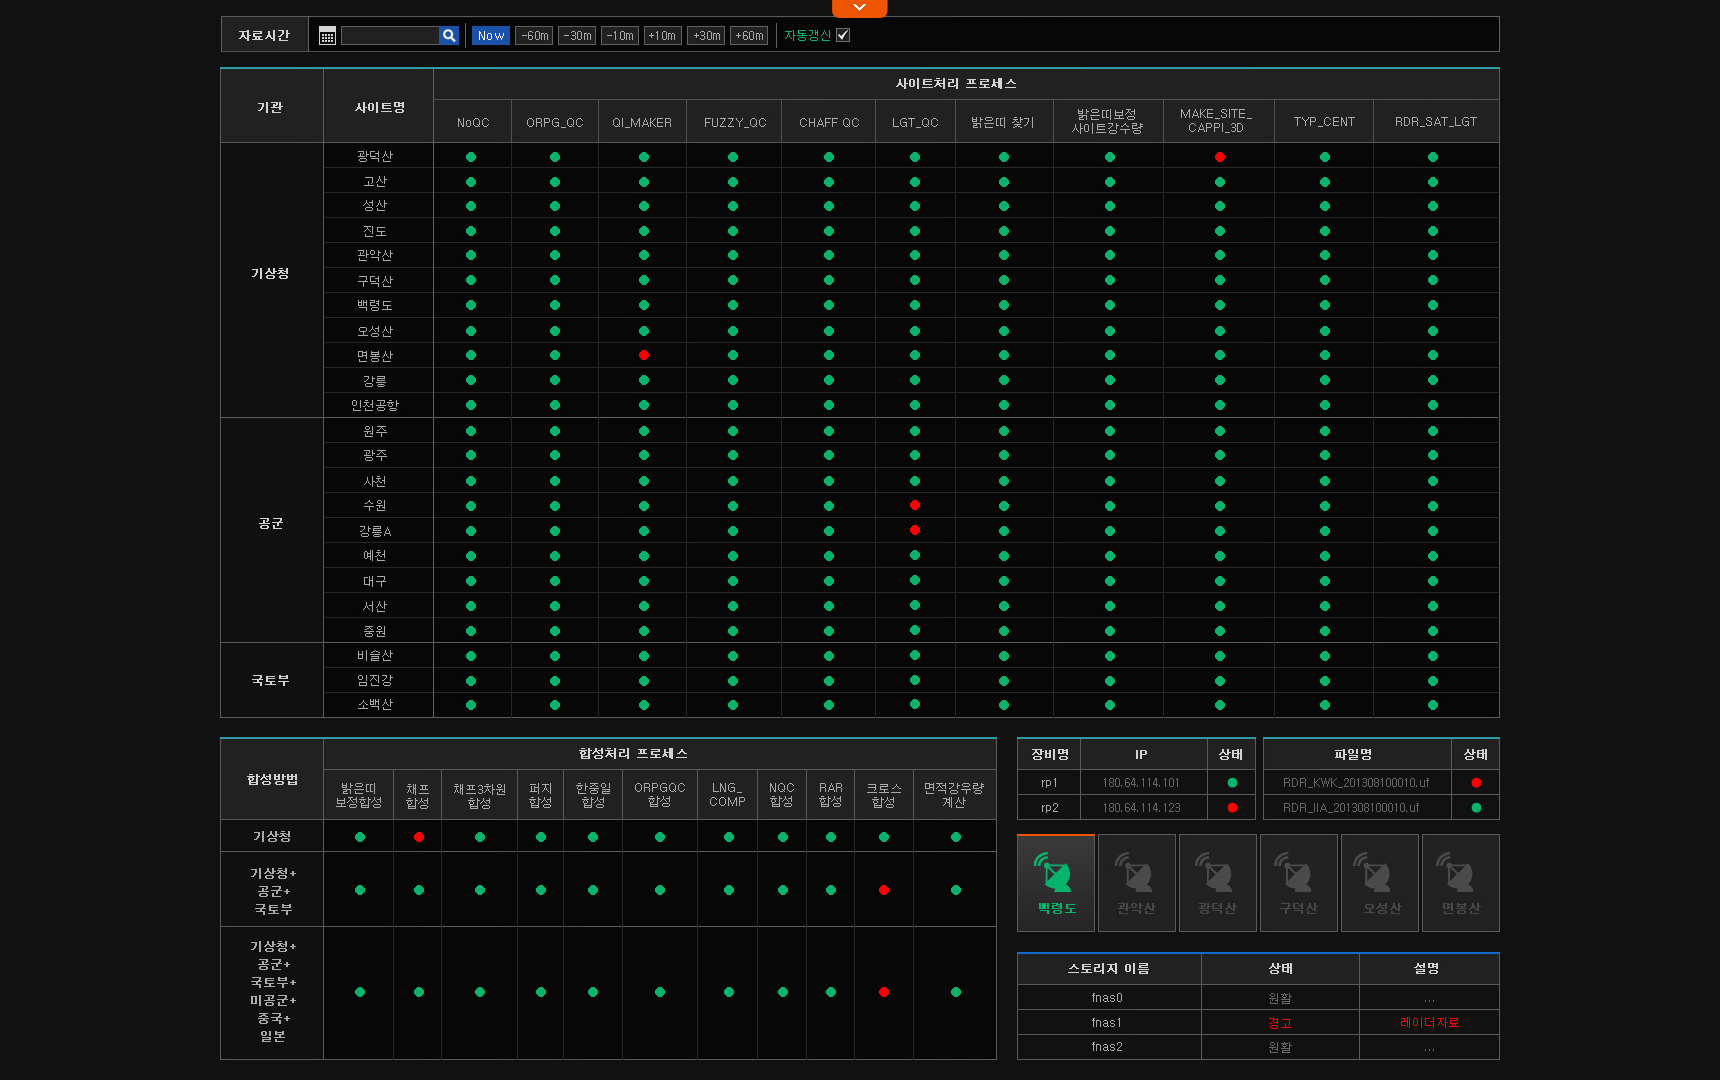 자료시간
Now -60m -30m -10m +10m +30m +60m 자동갱신
기관 사이트명 사이트처리 프로세스
NoQC ORPG_QC QI_MAKER FUZZY_QC CHAFF QC LGT_QC 밝은띠 찾기 밝은띠보정 사이트강수량 MAKE_SITE_CAPPI_3D TYP_CENT RDR_SAT_LGT
기상청
광덕산
고산
성산
진도
관악산
구덕산
백령도
오성산
면봉산
강릉
인천공항
공군
원주
광주
사천
수원
강릉A
예천
대구
서산
중원
국토부
비슬산
임진강
소백산
합성방법 합성처리 프로세스
밝은띠 보정합성 채프 합성 채프3차원 합성 퍼지 합성 한중일 합성 ORPGQC 합성 LNG_COMP NQC 합성 RAR 합성 크로스 합성 면적강우량 계산
기상청
기상청+
공군+
국토부
기상청+
공군+
국토부+
미공군+
중국+
일본
장비명 IP 상태
rp1 180.64.114.101
rp2 180.64.114.123
파일명 상태
RDR_KWK_201308100010.uf
RDR_IIA_201308100010.uf
백령도 관악산 광덕산 구덕산 오성산 면봉산
스토리지 이름 상태 설명
fnas0 원활 ...
fnas1 경고 레이더자료
fnas2 원활 ...